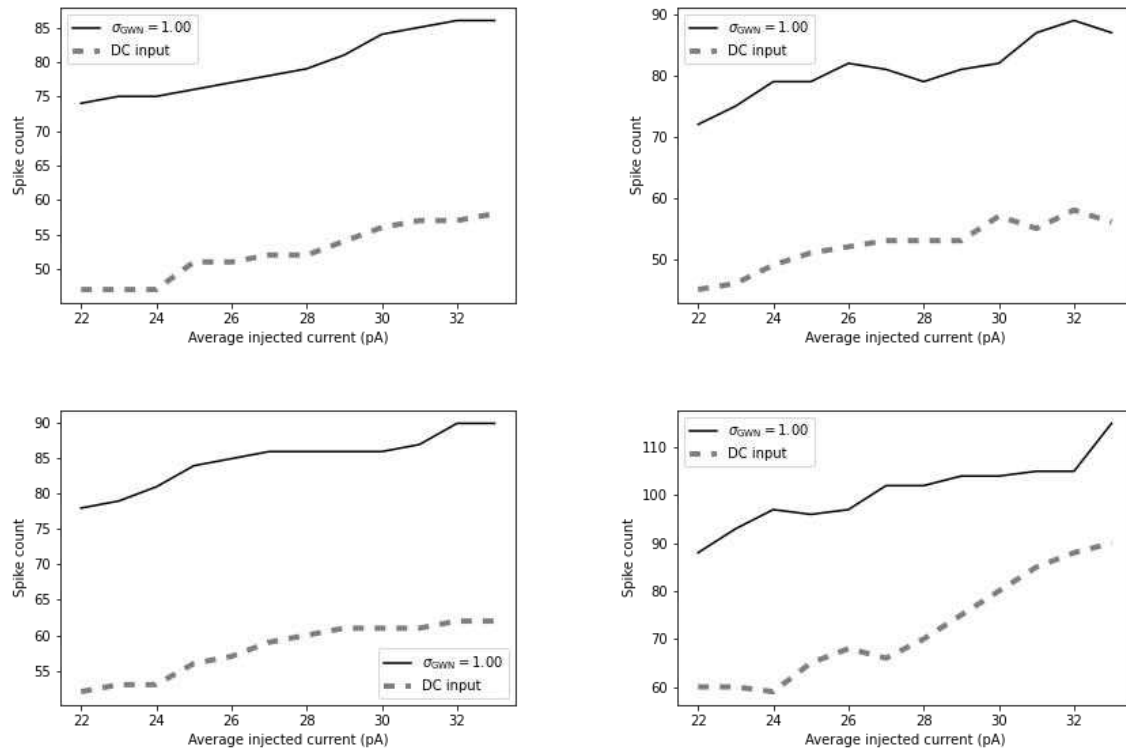 σGWN = 1.00
DC input
85
80
75
70
65
60
55
50
Spike count
22 24 26 28 30 32
Average injected current (pA)
σGWN = 1.00
DC input
90
80
70
60
50
Spike count
22 24 26 28 30 32
Average injected current (pA)
90
85
80
75
70
65
60
55
Spike count
σGWN = 1.00
DC input
22 24 26 28 30 32
Average injected current (pA)
σGWN = 1.00
DC input
110
100
90
80
70
60
Spike count
22 24 26 28 30 32
Average injected current (pA)